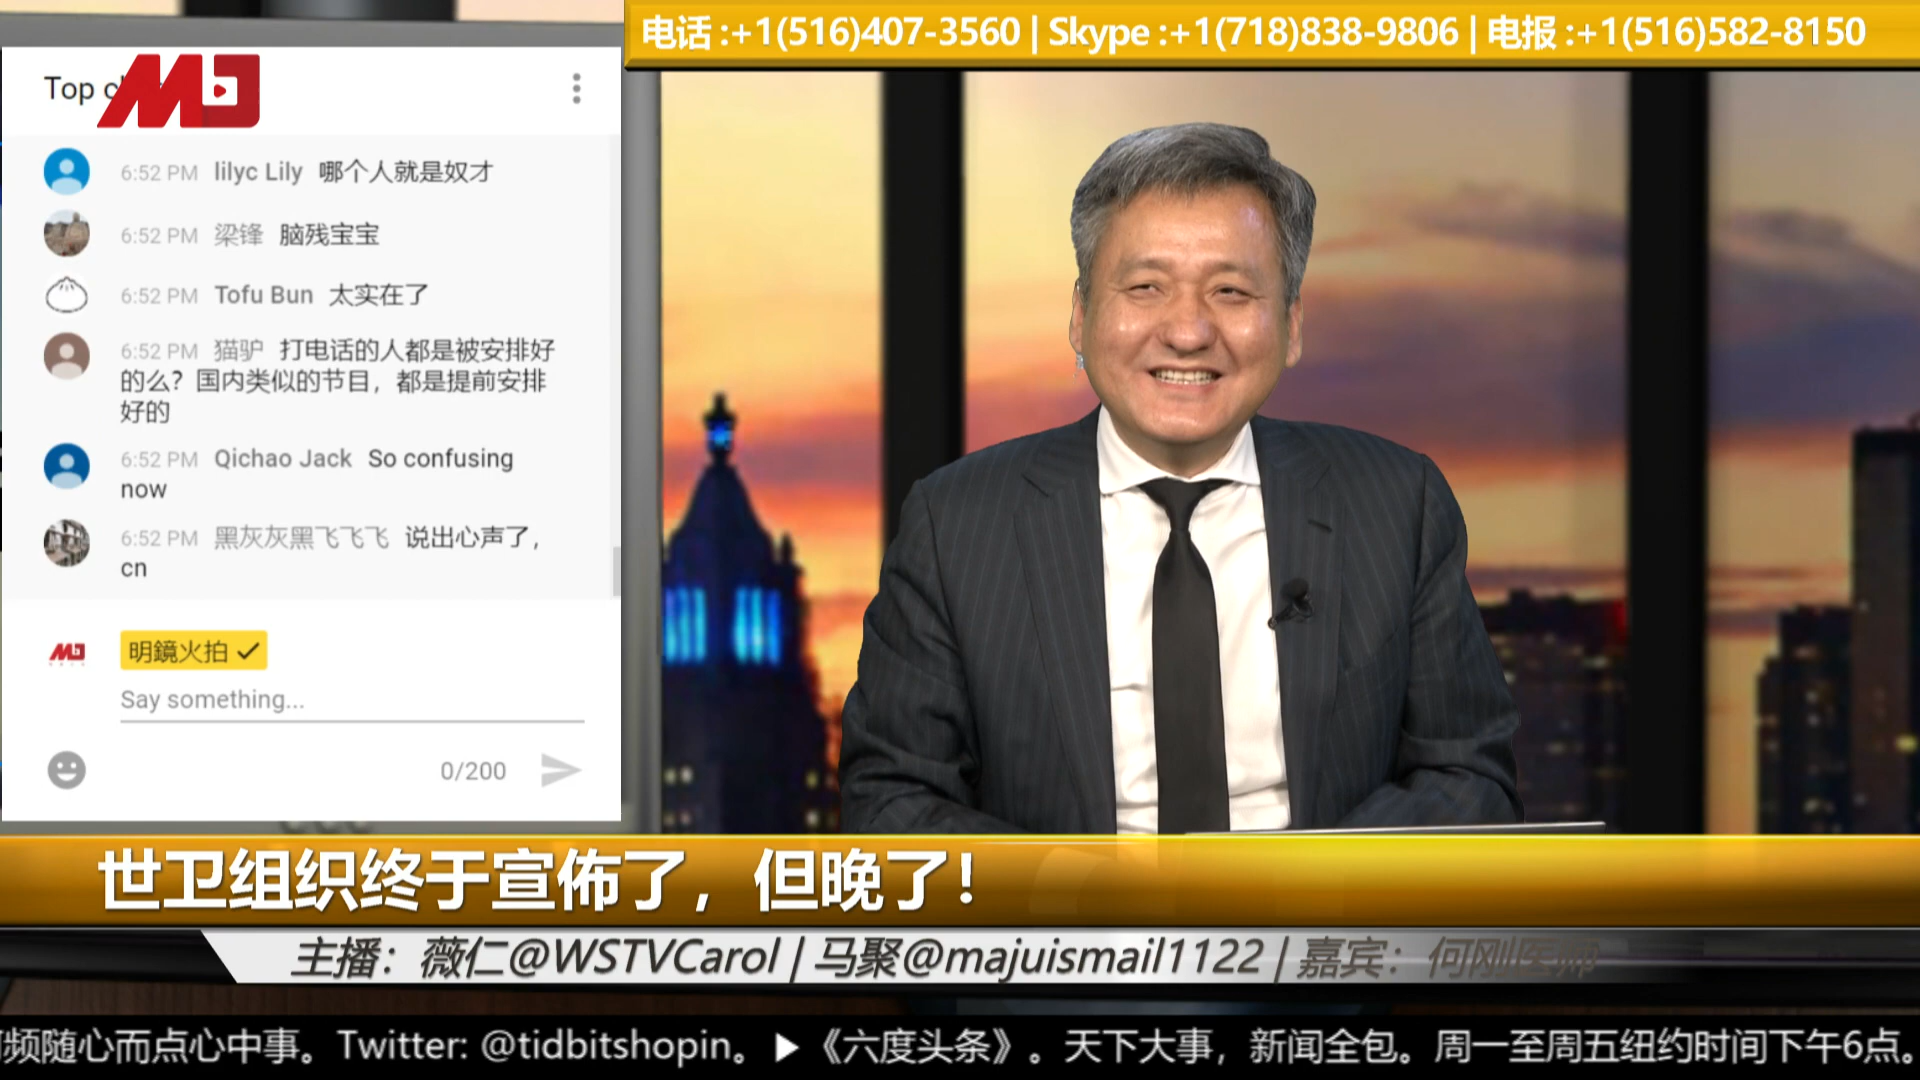 电话 :+1(516)407-3560 | Skype :+1(718)838-9806 | 电报 :+1(516)582-8150
Top
6:52 PM lilyc Lily 哪个人就是奴才
6:52 PM 梁锋 脑残宝宝
6:52 PM Tofu Bun 太实在了
6:52 PM 猫驴 打电话的人都是被安排好
的么？国内类似的节目，都是提前安排
好的
6:52 PM Qichao Jack So confusing
now
6:52 PM 黑灰灰黑飞飞飞 说出心声了，
cn
明鏡火拍
Say something...
0/200
世卫组织终于宣佈了，但晚了！
主播：薇仁@WSTVCarol | 马聚@majuismail1122 | 嘉宾：何刚医师
频随心而点心中事。Twitter: @tidbitshopin。▶《六度头条》。天下大事，新闻全包。周一至周五纽约时间下午6点。